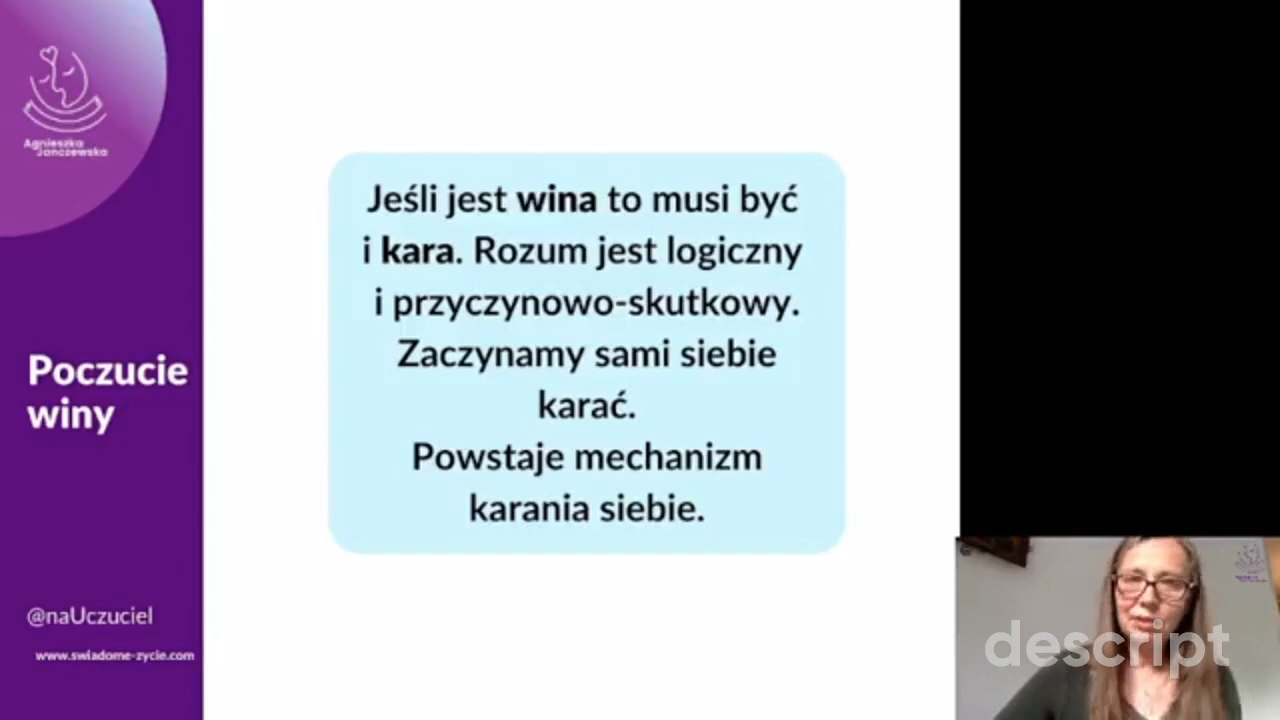 Agnieszka
Janczewska
Poczucie
winy
@naUczuciel
www.swiadome-zycie.com
Jeśli jest wina to musi być
i kara. Rozum jest logiczny
i przyczynowo-skutkowy.
Zaczynamy sami siebie
karać.
Powstaje mechanizm
karania siebie.
descript